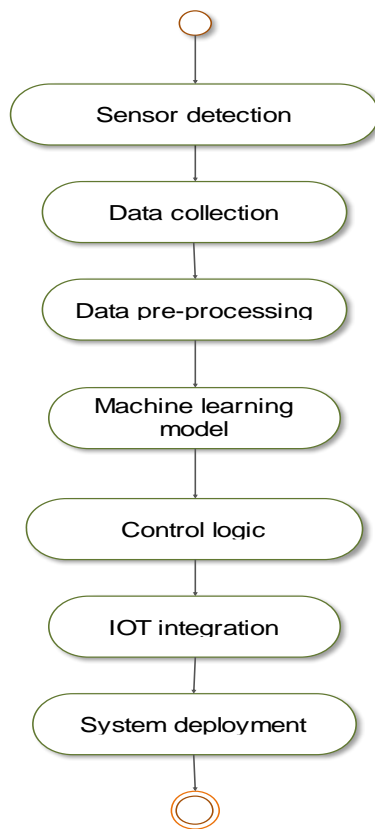 Sensor detection
Data collection
Data pre-processing
Machine learning
model
Control logic
IOT integration
System deployment